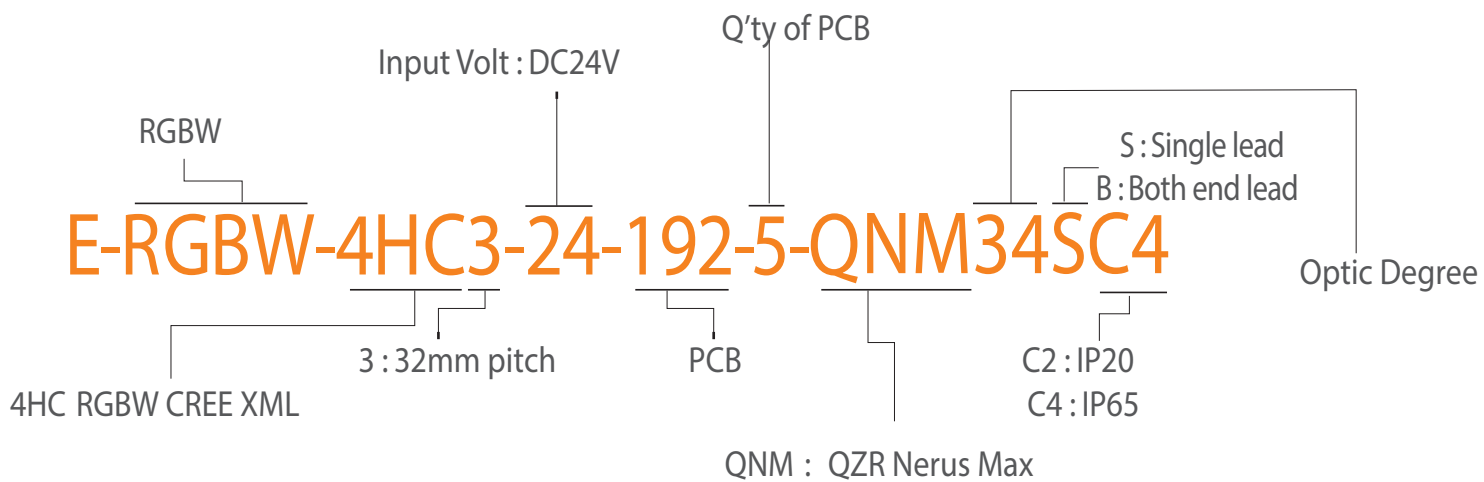 Q'ty of PCB
Input Volt : DC24V
RGBW
S : Single lead
B : Both end lead
E-RGBW-4HC3-24-192-5-QNM34SC4
Optic Degree
3 : 32mm pitch
PCB
C2 : IP20
4HC RGBW CREE XML
C4 : IP65
QNM : QZR Nerus Max